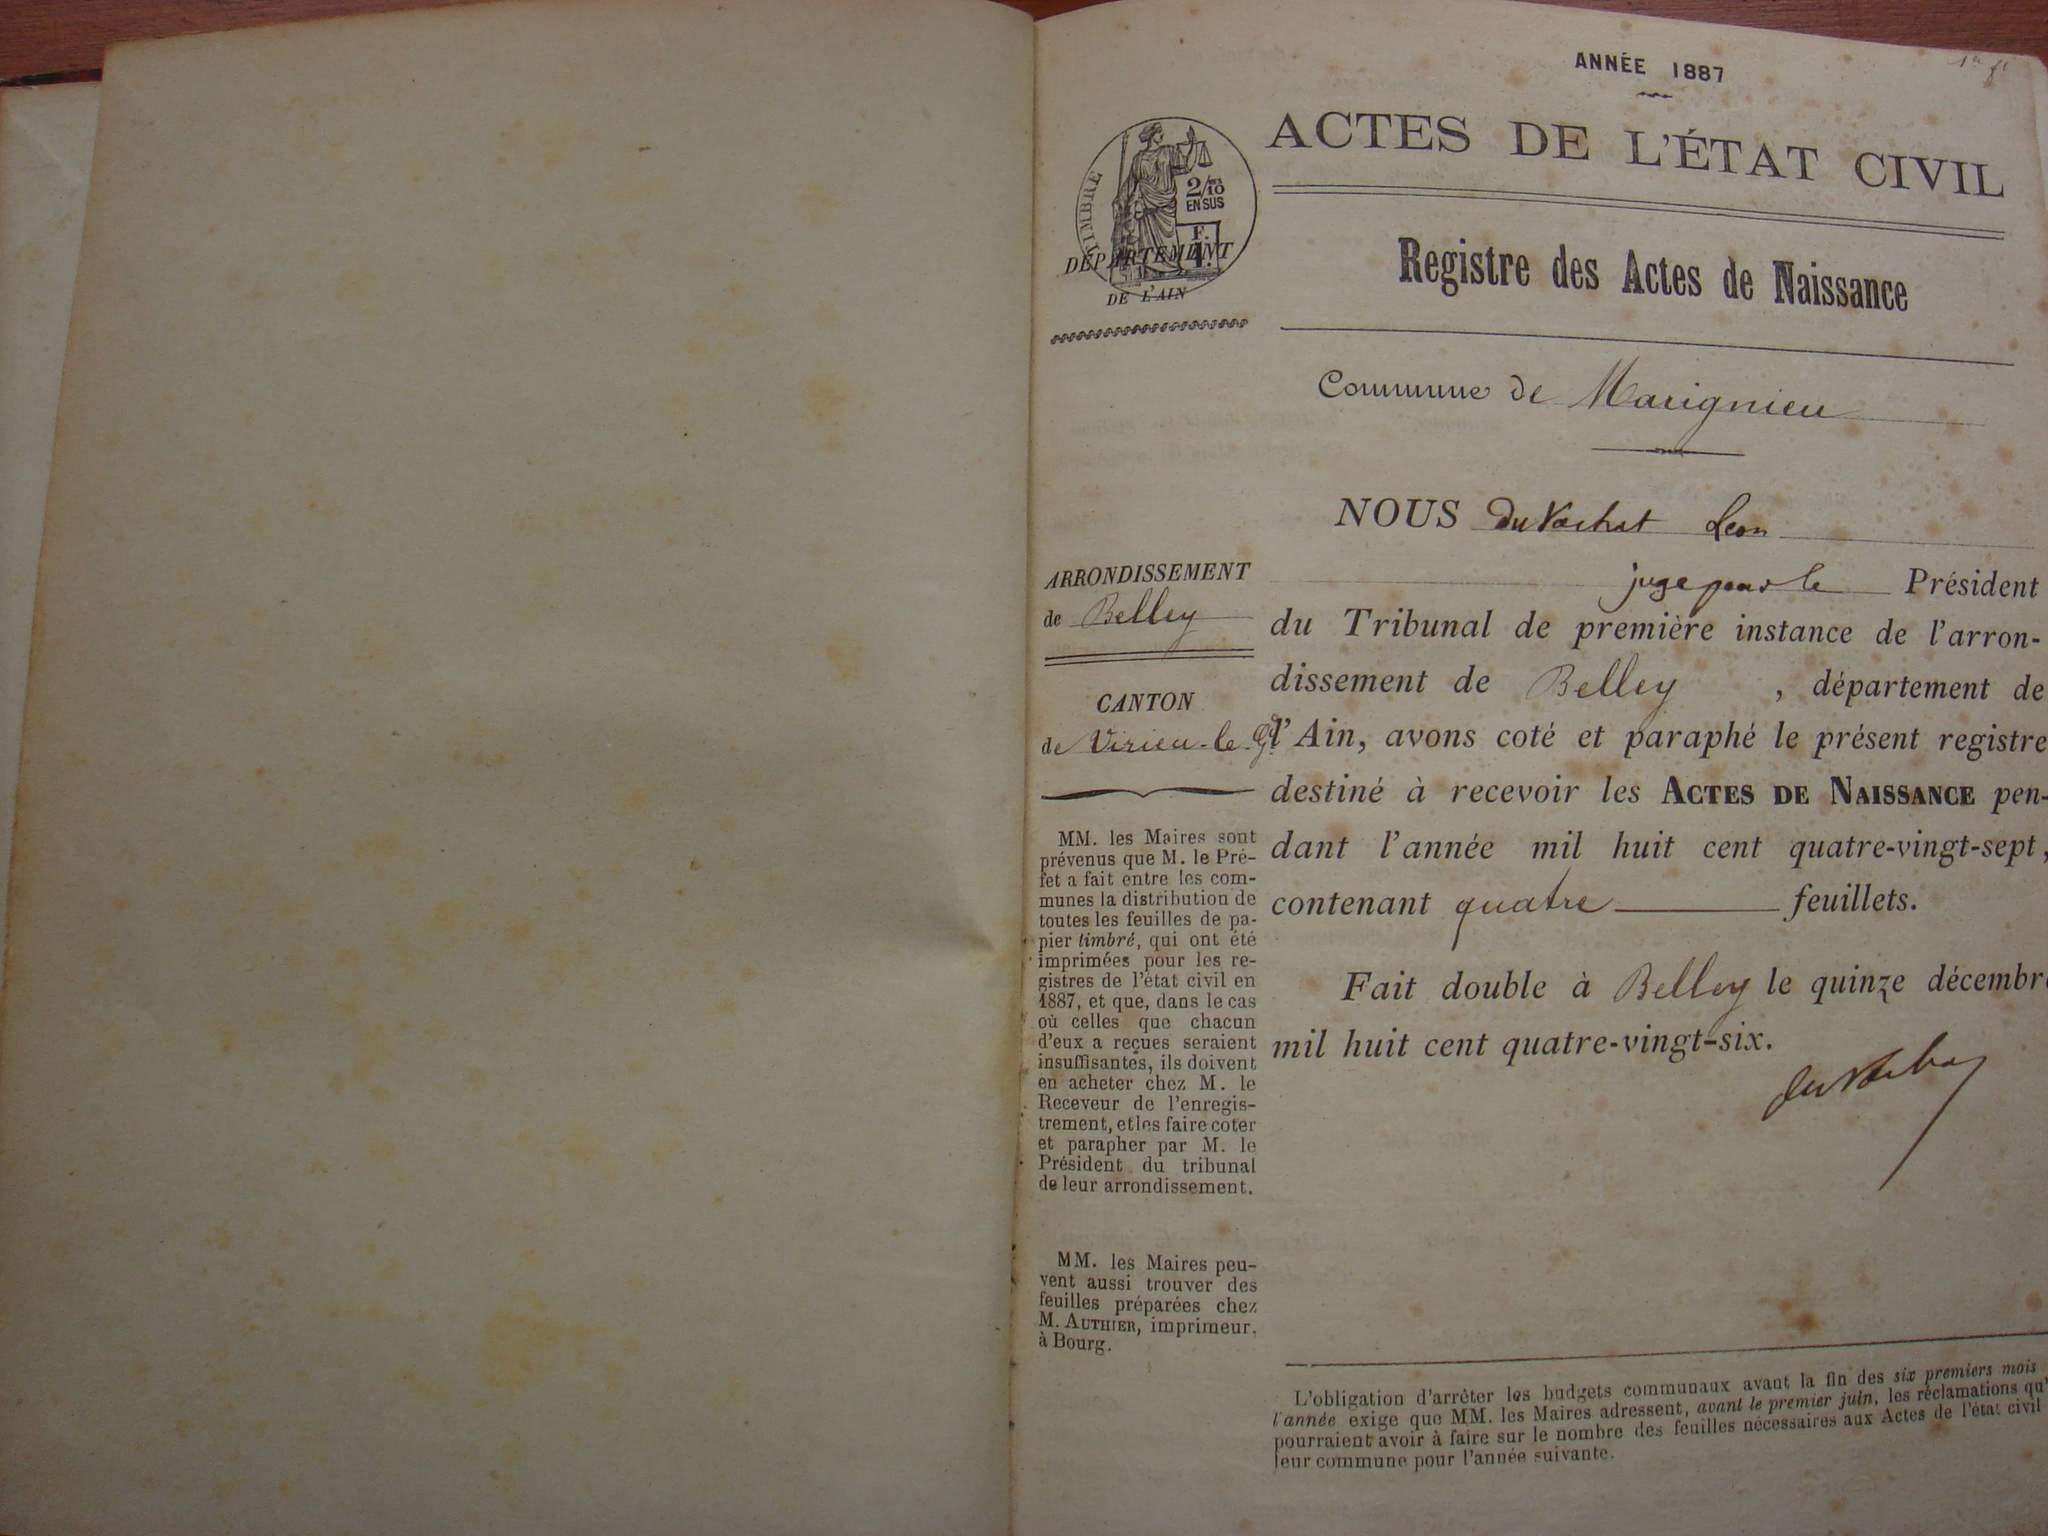 ANNÉE 1887
ACTES DE L'ÉTAT CIVIL
TIMBRE
2/10
EN SUS
DÉPARTEMENT
DE L'AIN
Registre des Actes de Naissance
Commune de Marignieu
NOUS Du Vachat Leon
juge pour le Président
du Tribunal de première instance de l'arron-
dissement de Belley , département de
l'Ain, avons coté et paraphé le présent registre
destiné à recevoir les ACTES DE NAISSANCE pen-
dant l'année mil huit cent quatre-vingt-sept,
contenant quatre feuillets.
Fait double à Belley le quinze décembre
mil huit cent quatre-vingt-six.
ARRONDISSEMENT
de Belley
CANTON
de Virieu-le-Gd
MM. les Maires sont
prévenus que M. le Pré-
fet a fait entre les com-
munes la distribution de
toutes les feuilles de pa-
pier timbré, qui ont été
imprimées pour les re-
gistres de l'état civil en
1887, et que, dans le cas
où celles que chacun
d'eux a reçues seraient
insuffisantes, ils doivent
en acheter chez M. le
Receveur de l'enregis-
trement, et les faire coter
et parapher par M. le
Président du tribunal
de leur arrondissement.
MM. les Maires peu-
vent aussi trouver des
feuilles préparées chez
M. AUTHIER, imprimeur,
à Bourg.
L'obligation d'arrêter les budgets communaux avant la fin des six premiers mois
l'année exige que MM. les Maires adressent, avant le premier juin, les réclamations qu'
pourraient avoir à faire sur le nombre des feuilles nécessaires aux Actes de l'état civil
leur commune pour l'année suivante.